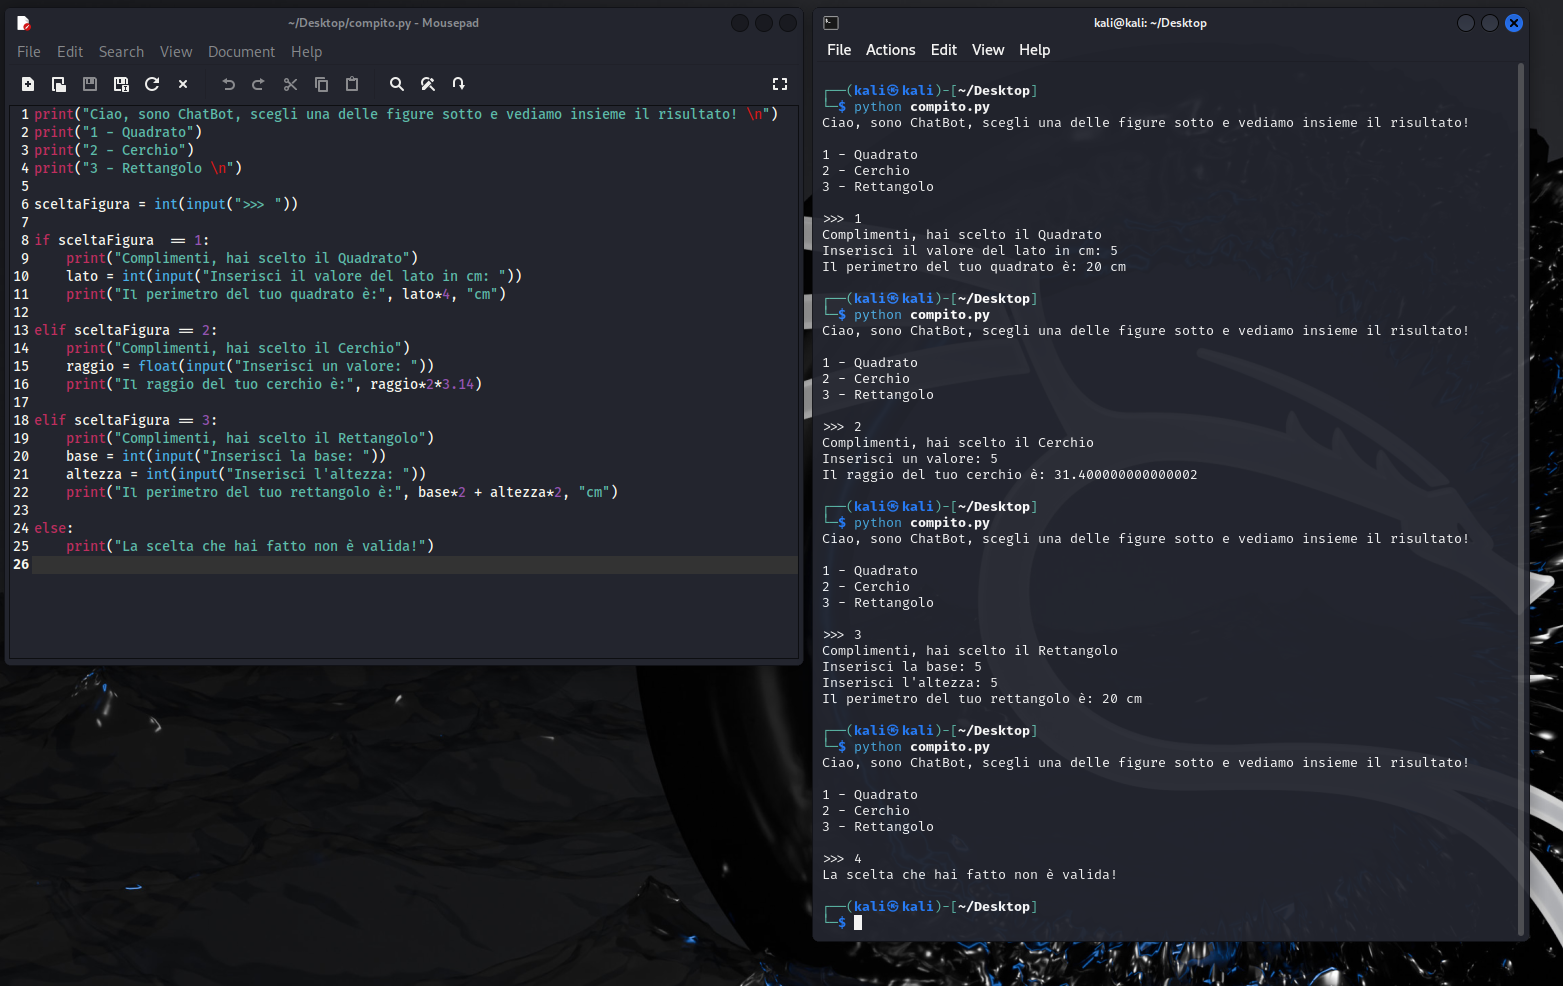 ~/Desktop/compito.py - Mousepad
File Edit Search View Document Help
1 print("Ciao, sono ChatBot, scegli una delle figure sotto e vediamo insieme il risultato! \n")
2 print("1 - Quadrato")
3 print("2 - Cerchio")
4 print("3 - Rettangolo \n")
5
6 sceltaFigura = int(input(">>> "))
7
8 if sceltaFigura  == 1:
9     print("Complimenti, hai scelto il Quadrato")
10     lato = int(input("Inserisci il valore del lato in cm: "))
11     print("Il perimetro del tuo quadrato è:", lato*4, "cm")
12
13 elif sceltaFigura == 2:
14     print("Complimenti, hai scelto il Cerchio")
15     raggio = float(input("Inserisci un valore: "))
16     print("Il raggio del tuo cerchio è:", raggio*2*3.14)
17
18 elif sceltaFigura == 3:
19     print("Complimenti, hai scelto il Rettangolo")
20     base = int(input("Inserisci la base: "))
21     altezza = int(input("Inserisci l'altezza: "))
22     print("Il perimetro del tuo rettangolo è:", base*2 + altezza*2, "cm")
23
24 else:
25     print("La scelta che hai fatto non è valida!")
26
kali@kali: ~/Desktop
File Actions Edit View Help
┌──(kali㉿kali)-[~/Desktop]
└─$ python compito.py
Ciao, sono ChatBot, scegli una delle figure sotto e vediamo insieme il risultato!
1 - Quadrato
2 - Cerchio
3 - Rettangolo
>>> 1
Complimenti, hai scelto il Quadrato
Inserisci il valore del lato in cm: 5
Il perimetro del tuo quadrato è: 20 cm
┌──(kali㉿kali)-[~/Desktop]
└─$ python compito.py
Ciao, sono ChatBot, scegli una delle figure sotto e vediamo insieme il risultato!
1 - Quadrato
2 - Cerchio
3 - Rettangolo
>>> 2
Complimenti, hai scelto il Cerchio
Inserisci un valore: 5
Il raggio del tuo cerchio è: 31.400000000000002
┌──(kali㉿kali)-[~/Desktop]
└─$ python compito.py
Ciao, sono ChatBot, scegli una delle figure sotto e vediamo insieme il risultato!
1 - Quadrato
2 - Cerchio
3 - Rettangolo
>>> 3
Complimenti, hai scelto il Rettangolo
Inserisci la base: 5
Inserisci l'altezza: 5
Il perimetro del tuo rettangolo è: 20 cm
┌──(kali㉿kali)-[~/Desktop]
└─$ python compito.py
Ciao, sono ChatBot, scegli una delle figure sotto e vediamo insieme il risultato!
1 - Quadrato
2 - Cerchio
3 - Rettangolo
>>> 4
La scelta che hai fatto non è valida!
┌──(kali㉿kali)-[~/Desktop]
└─$